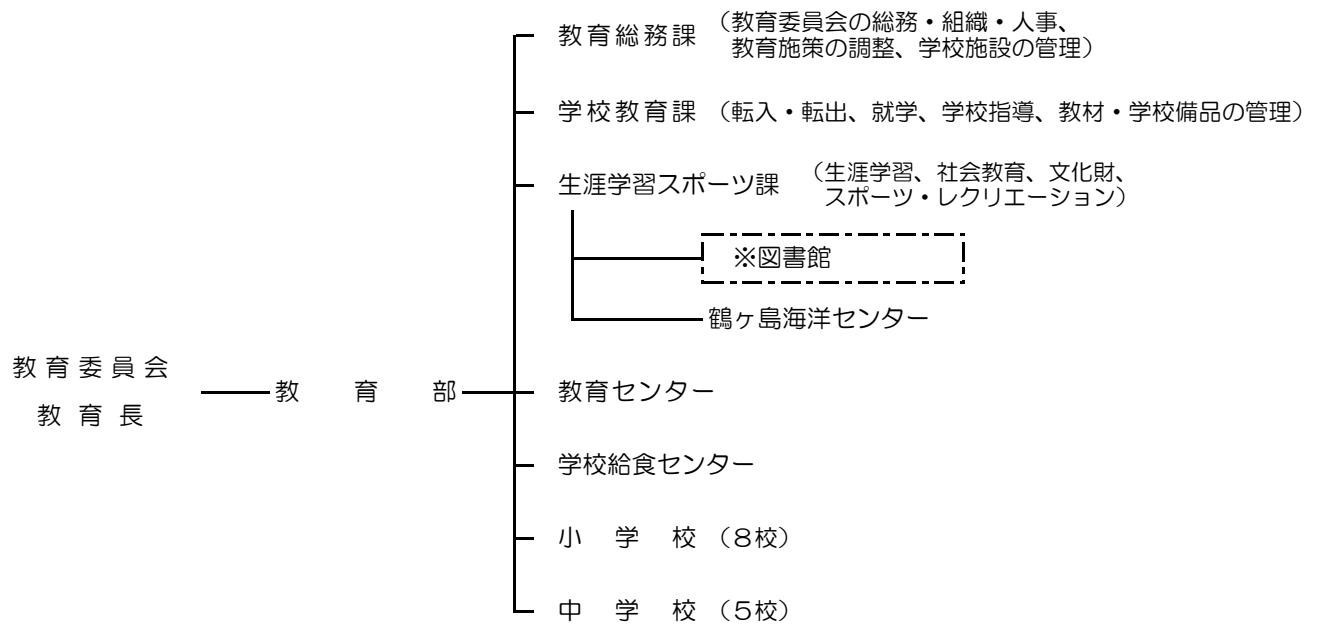 教育総務課 （教育委員会の総務・組織・人事、
教育施策の調整、学校施設の管理）
学校教育課 （転入・転出、就学、学校指導、教材・学校備品の管理）
生涯学習スポーツ課 （生涯学習、社会教育、文化財、
スポーツ・レクリエーション）
※図書館
鶴ヶ島海洋センター
教育委員会
教育長
教育部
教育センター
学校給食センター
小学校 （８校）
中学校 （５校）